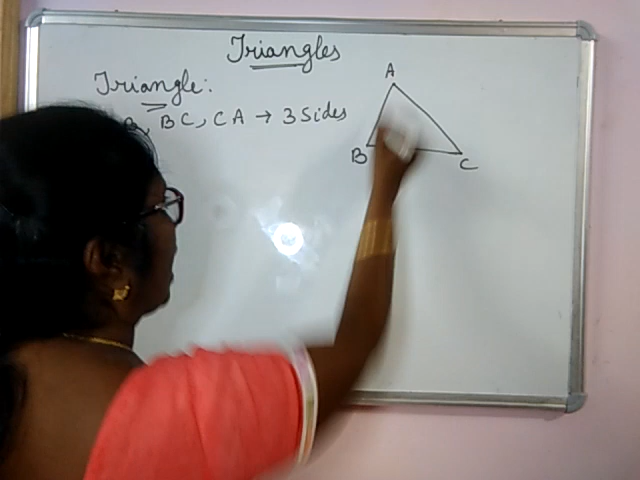 Triangles
Triangle:
B, BC, CA → 3 Sides
A
B
C